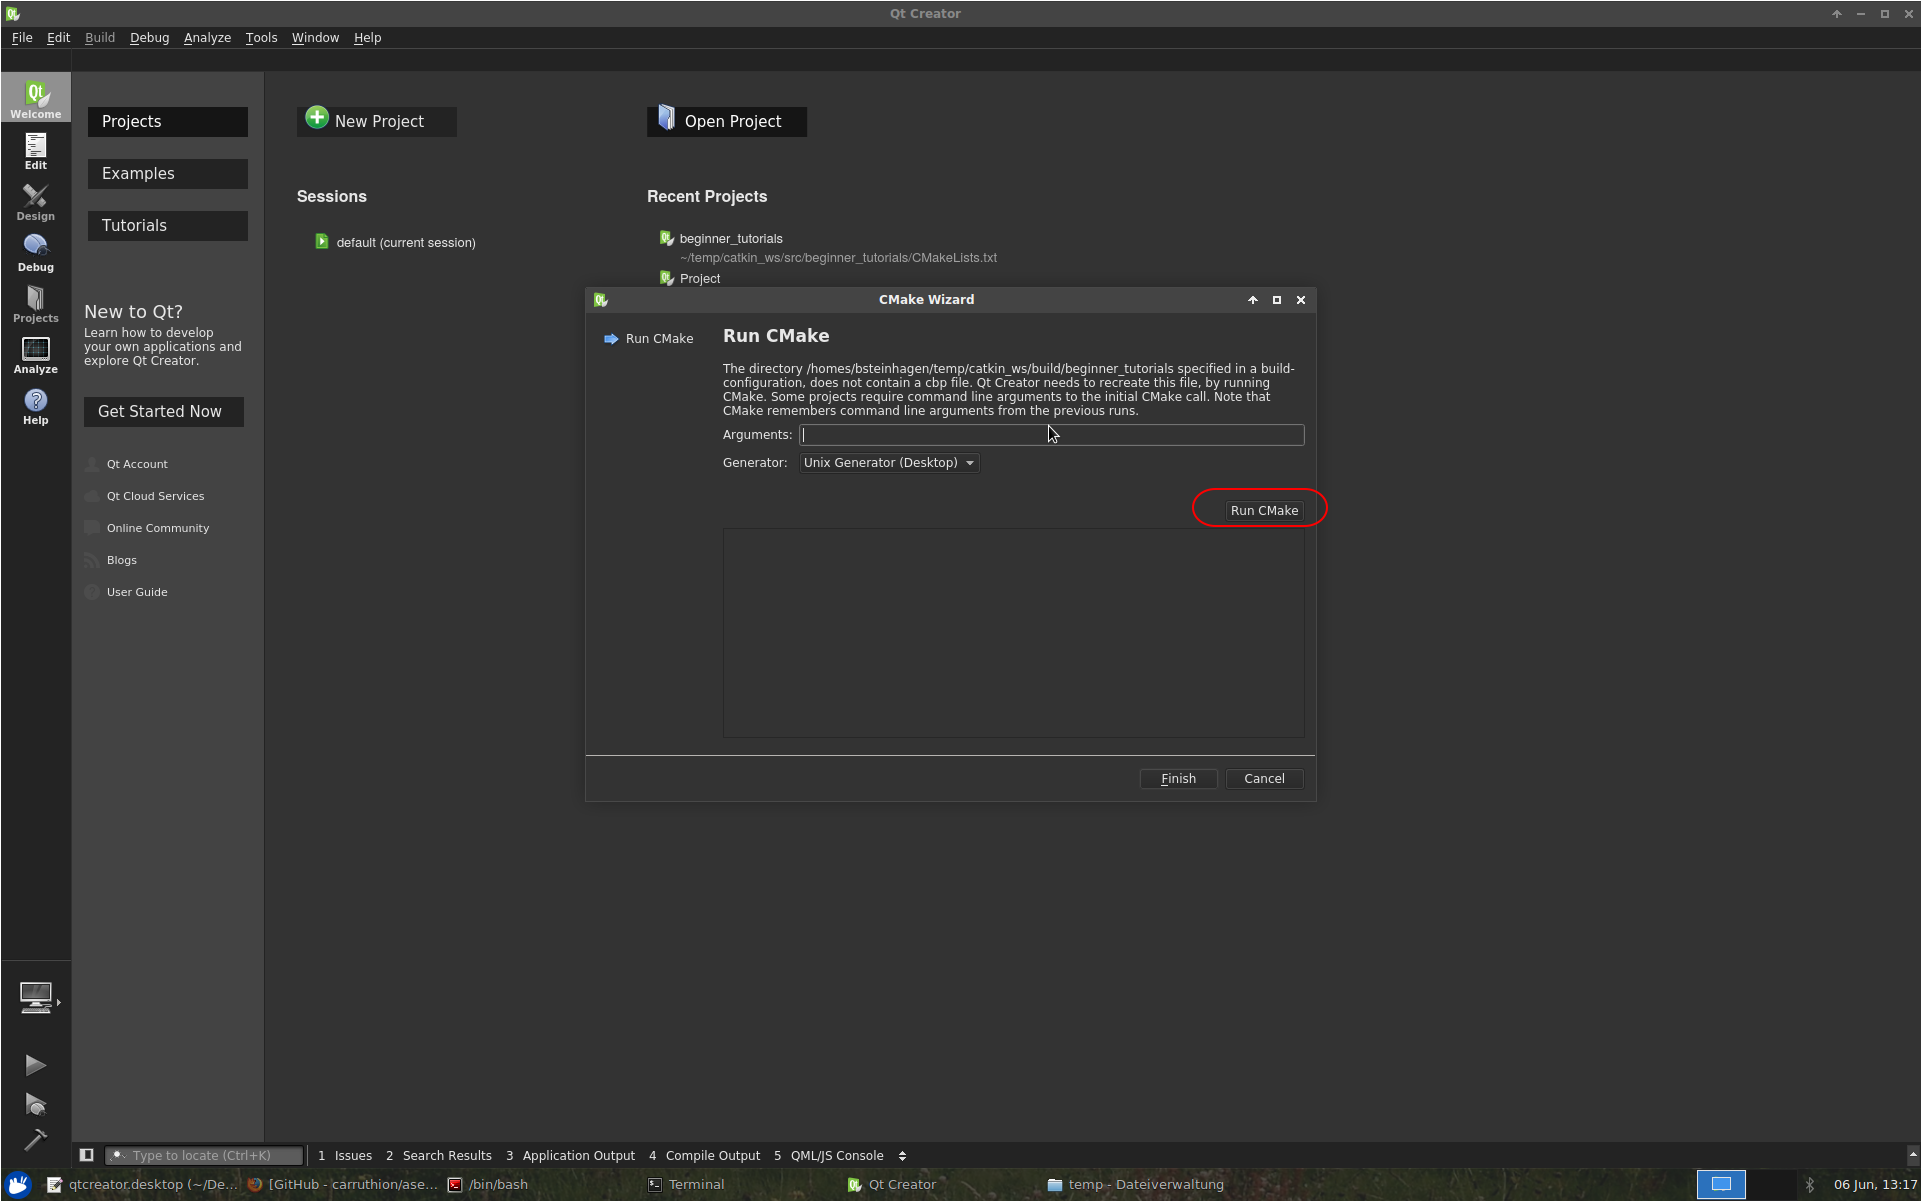 Qt Creator
File Edit Build Debug Analyze Tools Window Help
Welcome
Edit
Design
Debug
Projects
Analyze
Help
Projects
Examples
Tutorials
New to Qt?
Learn how to develop
your own applications and
explore Qt Creator.
Get Started Now
Qt Account
Qt Cloud Services
Online Community
Blogs
User Guide
New Project
Open Project
Sessions
default (current session)
Recent Projects
beginner_tutorials
~/temp/catkin_ws/src/beginner_tutorials/CMakeLists.txt
Project
CMake Wizard
Run CMake
Run CMake
The directory /homes/bsteinhagen/temp/catkin_ws/build/beginner_tutorials specified in a build-
configuration, does not contain a cbp file. Qt Creator needs to recreate this file, by running
CMake. Some projects require command line arguments to the initial CMake call. Note that
CMake remembers command line arguments from the previous runs.
Arguments:
Generator: Unix Generator (Desktop)
Run CMake
Finish Cancel
Type to locate (Ctrl+K) 1 Issues 2 Search Results 3 Application Output 4 Compile Output 5 QML/JS Console
qtcreator.desktop (~/De... [GitHub - carruthion/ase... /bin/bash Terminal Qt Creator temp - Dateiverwaltung 06 Jun, 13:17